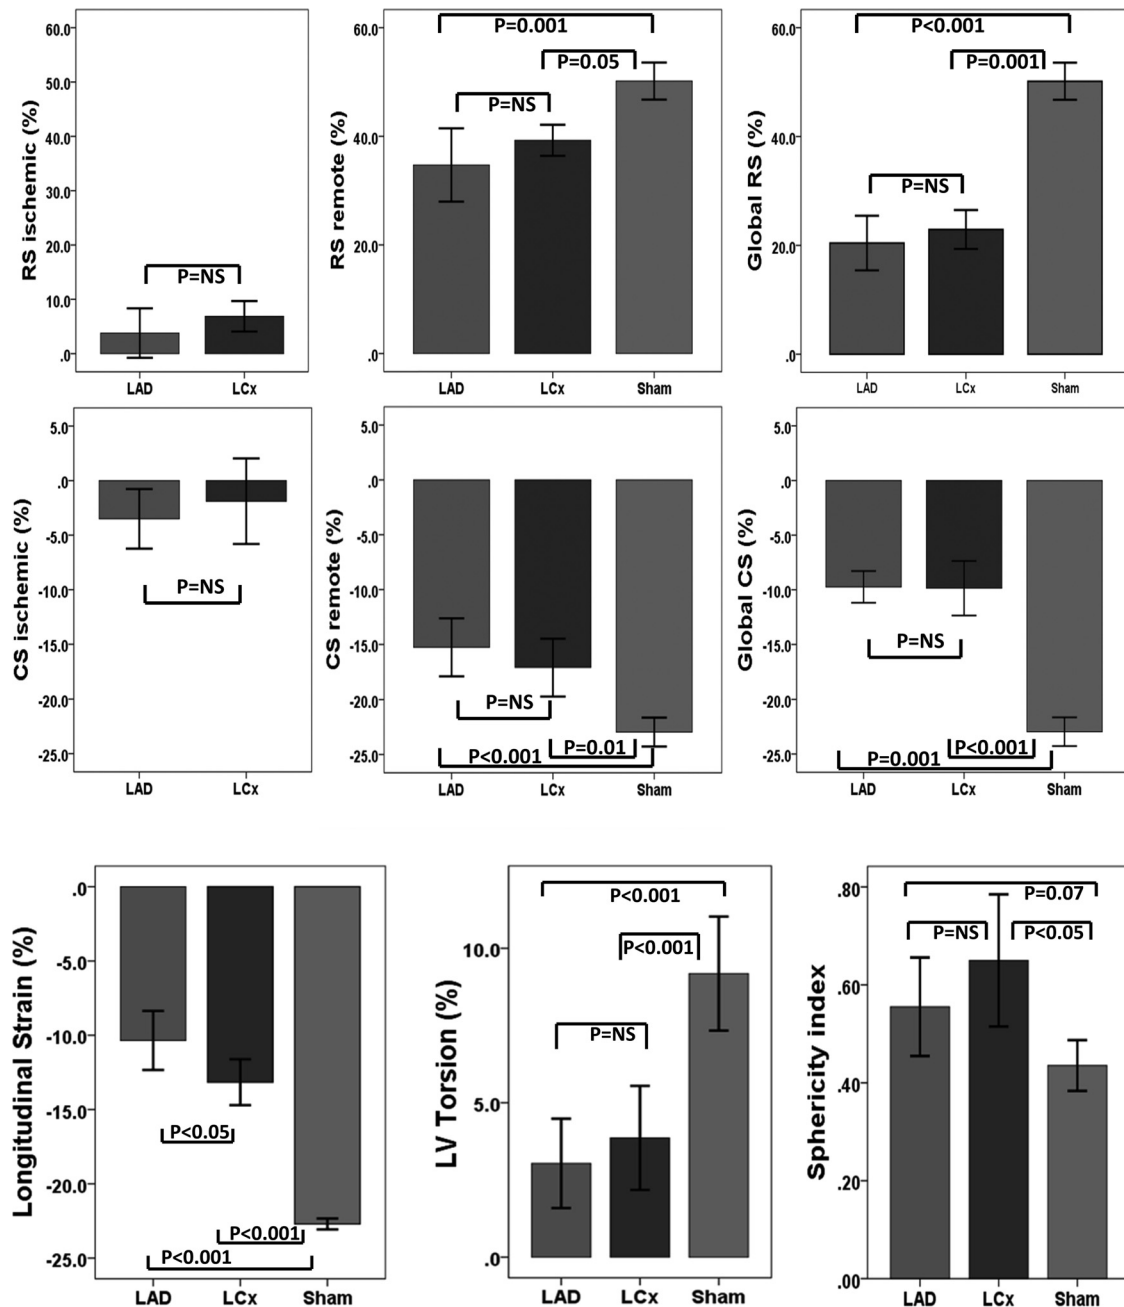 RS ischemic (%)
60.0
50.0
40.0
30.0
20.0
10.0
.0
P=NS
LAD LCx
RS remote (%)
60.0
40.0
20.0
.0
P=0.001
P=0.05
P=NS
LAD LCx Sham
Global RS (%)
60.0
40.0
20.0
.0
P<0.001
P=0.001
P=NS
LAD LCx Sham
CS ischemic (%)
5.0
.0
-5.0
-10.0
-15.0
-20.0
-25.0
P=NS
LAD LCx
CS remote (%)
5.0
.0
-5.0
-10.0
-15.0
-20.0
-25.0
P=NS
P=0.01
P<0.001
LAD LCx Sham
Global CS (%)
5.0
.0
-5.0
-10.0
-15.0
-20.0
-25.0
P=NS
P<0.001
P=0.001
LAD LCx Sham
Longitudinal Strain (%)
.0
-5.0
-10.0
-15.0
-20.0
-25.0
P<0.05
P<0.001
P<0.001
LAD LCx Sham
LV Torsion (%)
10.0
5.0
.0
P<0.001
P<0.001
P=NS
LAD LCx Sham
Sphericity index
.80
.60
.40
.20
.00
P=0.07
P=NS P<0.05
LAD LCx Sham